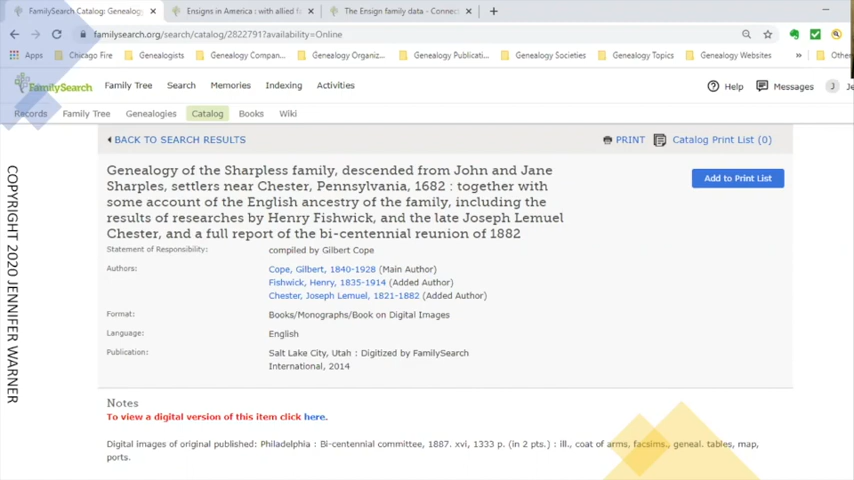 FamilySearch Catalog: Genealog
Ensigns in America : with allied f
The Ensign family data - Connec
familysearch.org/search/catalog/2822791?availability=Online
Apps
Chicago Fire
Genealogists
Genealogy Compan...
Genealogy Organiz...
Genealogy Publicati...
Genealogy Societies
Genealogy Topics
Genealogy Websites
»
Other
FamilySearch
Family Tree
Search
Memories
Indexing
Activities
Help
Messages
J
Je
Records
Family Tree
Genealogies
Catalog
Books
Wiki
BACK TO SEARCH RESULTS
PRINT
Catalog Print List (0)
Genealogy of the Sharpless family, descended from John and Jane
Sharples, settlers near Chester, Pennsylvania, 1682 : together with
some account of the English ancestry of the family, including the
results of researches by Henry Fishwick, and the late Joseph Lemuel
Chester, and a full report of the bi-centennial reunion of 1882
Add to Print List
Statement of Responsibility: compiled by Gilbert Cope
Authors: Cope, Gilbert, 1840-1928 (Main Author)
Fishwick, Henry, 1835-1914 (Added Author)
Chester, Joseph Lemuel, 1821-1882 (Added Author)
Format: Books/Monographs/Book on Digital Images
Language: English
Publication: Salt Lake City, Utah : Digitized by FamilySearch
International, 2014
Notes
To view a digital version of this item click here.
Digital images of original published: Philadelphia : Bi-centennial committee, 1887. xvi, 1333 p. (in 2 pts.) : ill., coat of arms, facsims., geneal. tables, map,
ports.
COPYRIGHT 2020 JENNIFER WARNER